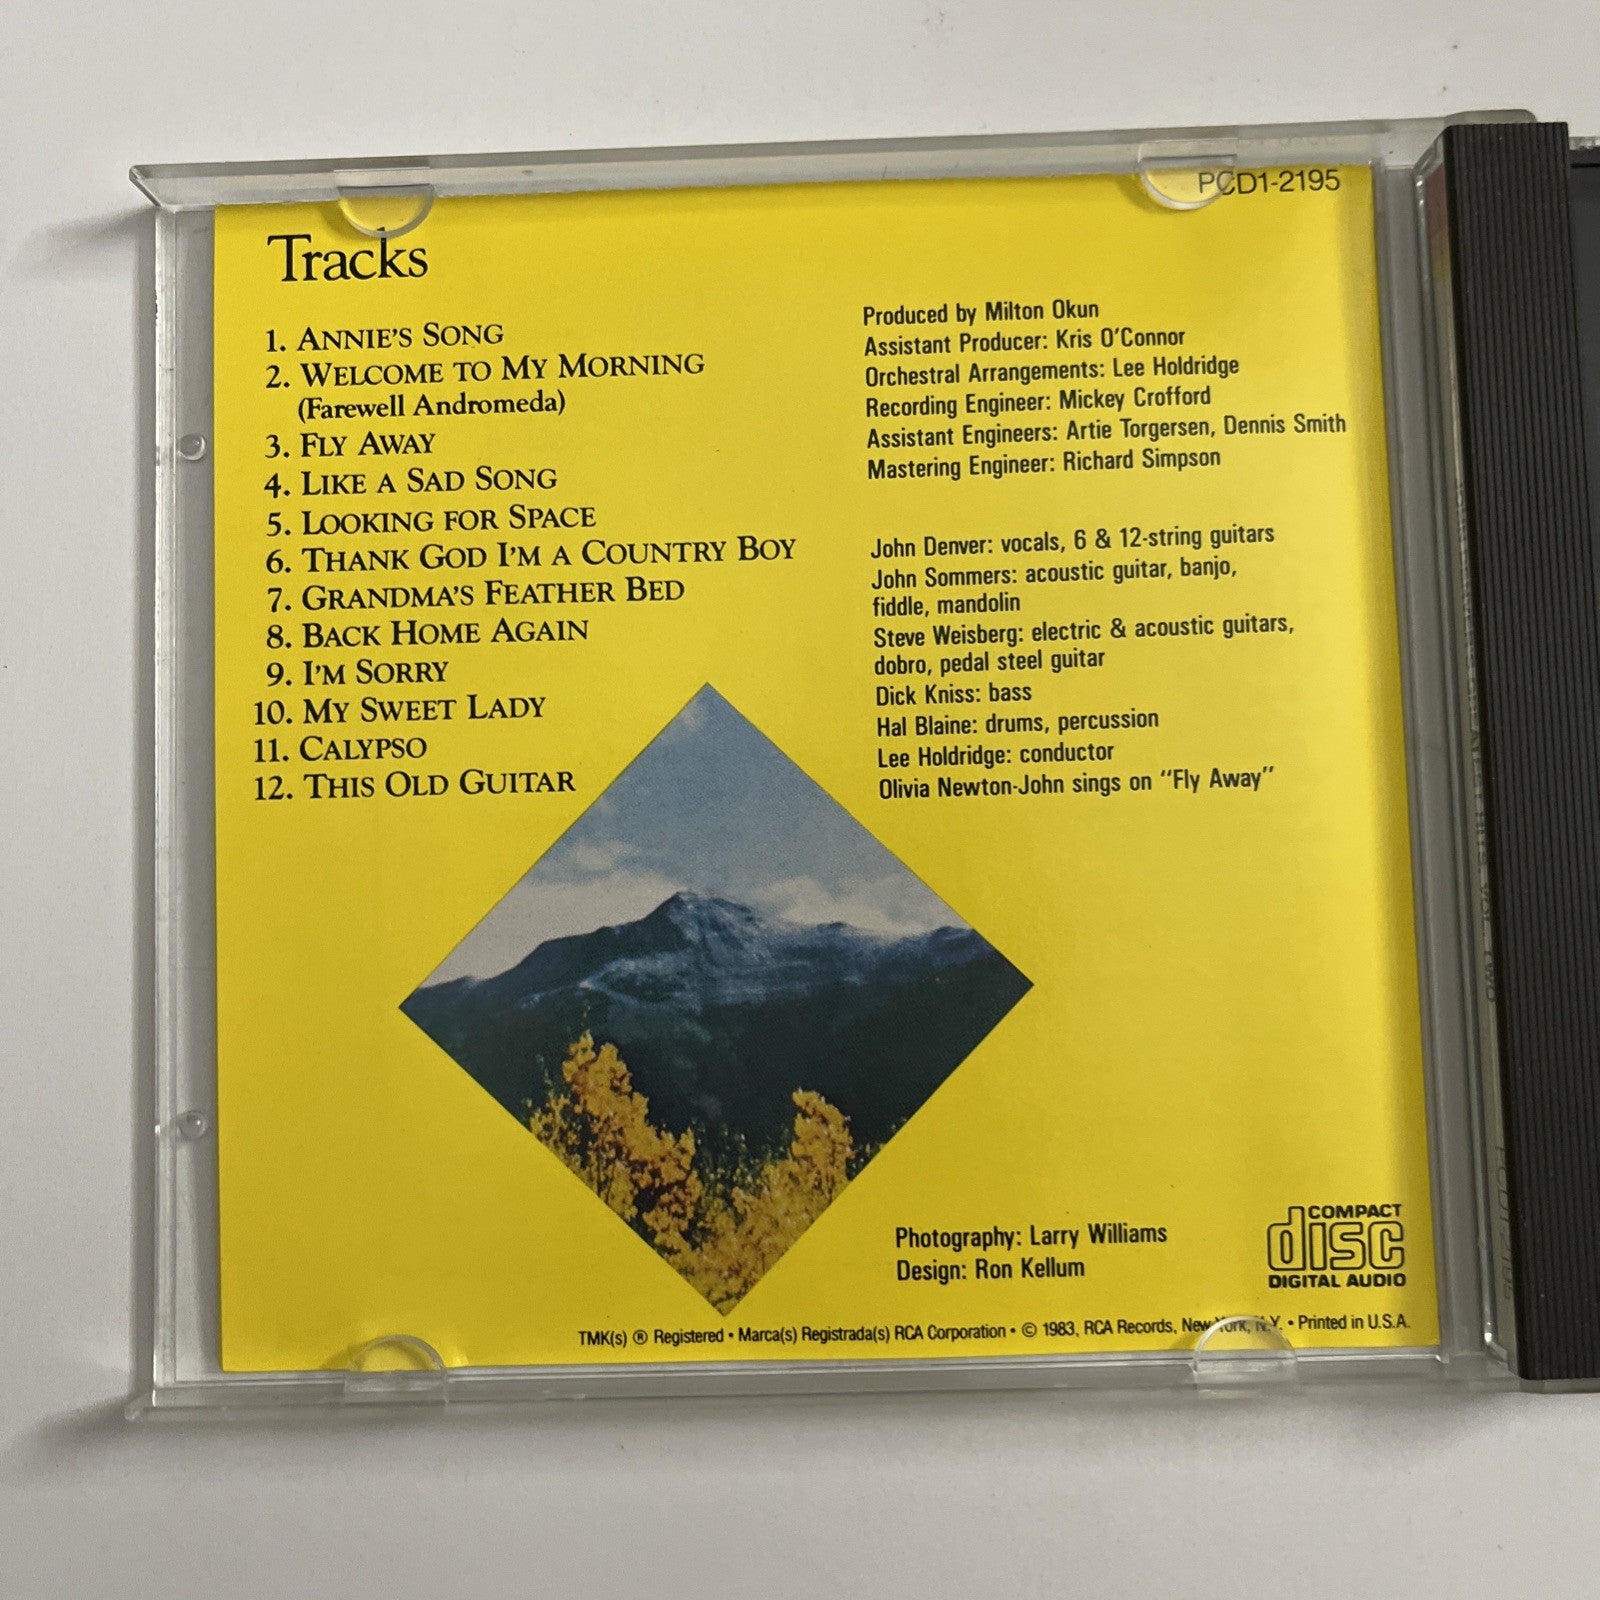 PCD1-2195
Tracks
1. ANNIE'S SONG
2. WELCOME TO MY MORNING
(Farewell Andromeda)
3. FLY AWAY
4. LIKE A SAD SONG
5. LOOKING FOR SPACE
6. THANK GOD I'M A COUNTRY BOY
7. GRANDMA'S FEATHER BED
8. BACK HOME AGAIN
9. I'M SORRY
10. MY SWEET LADY
11. CALYPSO
12. THIS OLD GUITAR
Produced by Milton Okun
Assistant Producer: Kris O'Connor
Orchestral Arrangements: Lee Holdridge
Recording Engineer: Mickey Crofford
Assistant Engineers: Artie Torgersen, Dennis Smith
Mastering Engineer: Richard Simpson
John Denver: vocals, 6 & 12-string guitars
John Sommers: acoustic guitar, banjo,
fiddle, mandolin
Steve Weisberg: electric & acoustic guitars,
dobro, pedal steel guitar
Dick Kniss: bass
Hal Blaine: drums, percussion
Lee Holdridge: conductor
Olivia Newton-John sings on "Fly Away"
Photography: Larry Williams
Design: Ron Kellum
COMPACT
disc
DIGITAL AUDIO
TMK(s) ® Registered • Marca(s) Registrada(s) RCA Corporation • © 1983, RCA Records, New York, N.Y. • Printed in U.S.A.